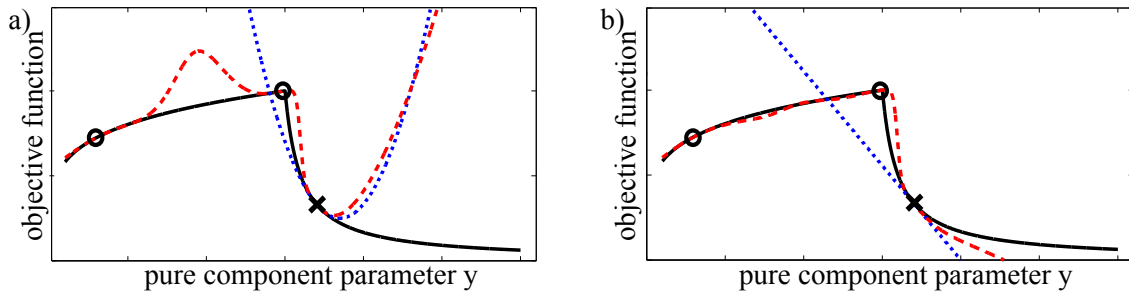 a)
objective function
pure component parameter y
b)
objective function
pure component parameter y